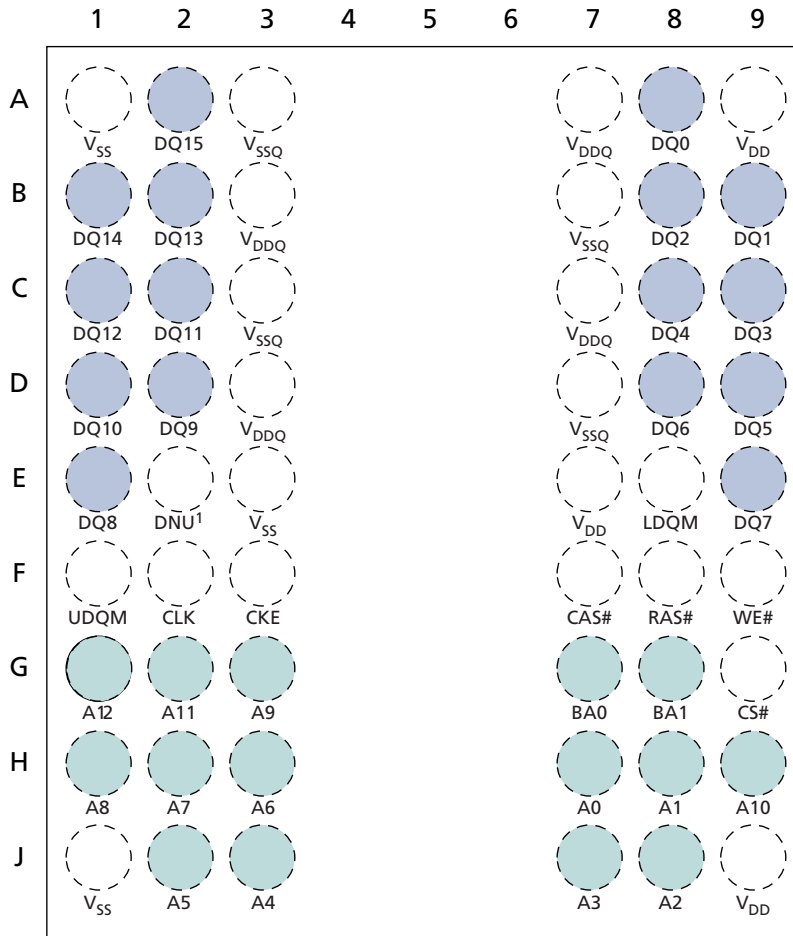 1 2 3 4 5 6 7 8 9
A
VSS DQ15 VSSQ VDDQ DQ0 VDD
B
DQ14 DQ13 VDDQ VSSQ DQ2 DQ1
C
DQ12 DQ11 VSSQ VDDQ DQ4 DQ3
D
DQ10 DQ9 VDDQ VSSQ DQ6 DQ5
E
DQ8 DNU1 VSS VDD LDQM DQ7
F
UDQM CLK CKE CAS# RAS# WE#
G
A12 A11 A9 BA0 BA1 CS#
H
A8 A7 A6 A0 A1 A10
J
VSS A5 A4 A3 A2 VDD